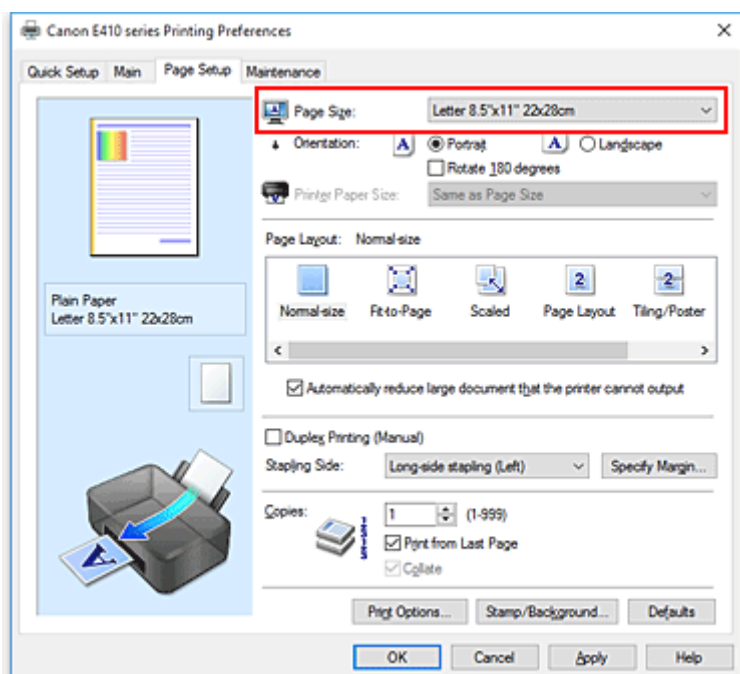 Canon E410 series Printing Preferences
Quick Setup Main Page Setup Maintenance
Page Size: Letter 8.5"x11" 22x28cm
Orientation: A Portrait A Landscape
Rotate 180 degrees
Printer Paper Size: Same as Page Size
Page Layout: Normal-size
2 2
Normal-size Fit-to-Page Scaled Page Layout Tiling/Poster
Plain Paper
Letter 8.5"x11" 22x28cm
Automatically reduce large document that the printer cannot output
Duplex Printing (Manual)
Stapling Side: Long-side stapling (Left) Specify Margin...
Copies: 1 (1-999)
Print from Last Page
Collate
A
Print Options... Stamp/Background... Defaults
OK Cancel Apply Help